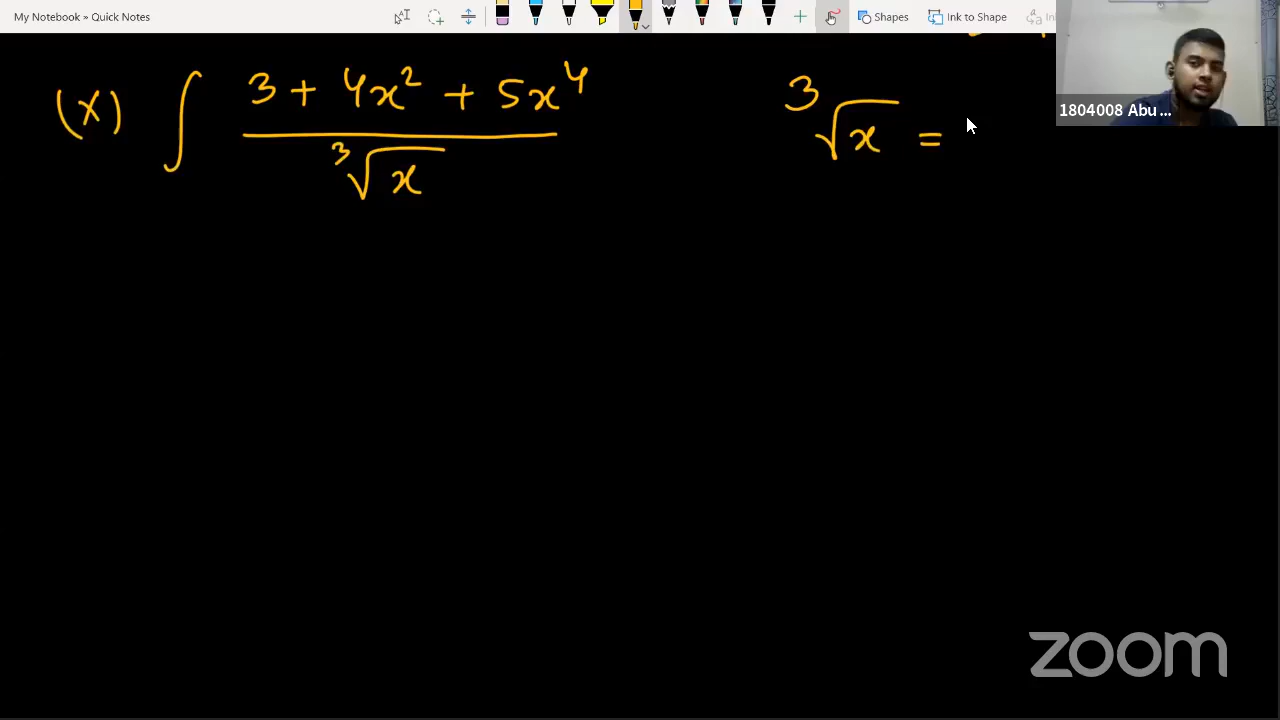 My Notebook » Quick Notes
Shapes
Ink to Shape
1804008 Abu ...
(x) ∫ (3 + 4x² + 5x⁴) / ∛x
∛x =
zoom